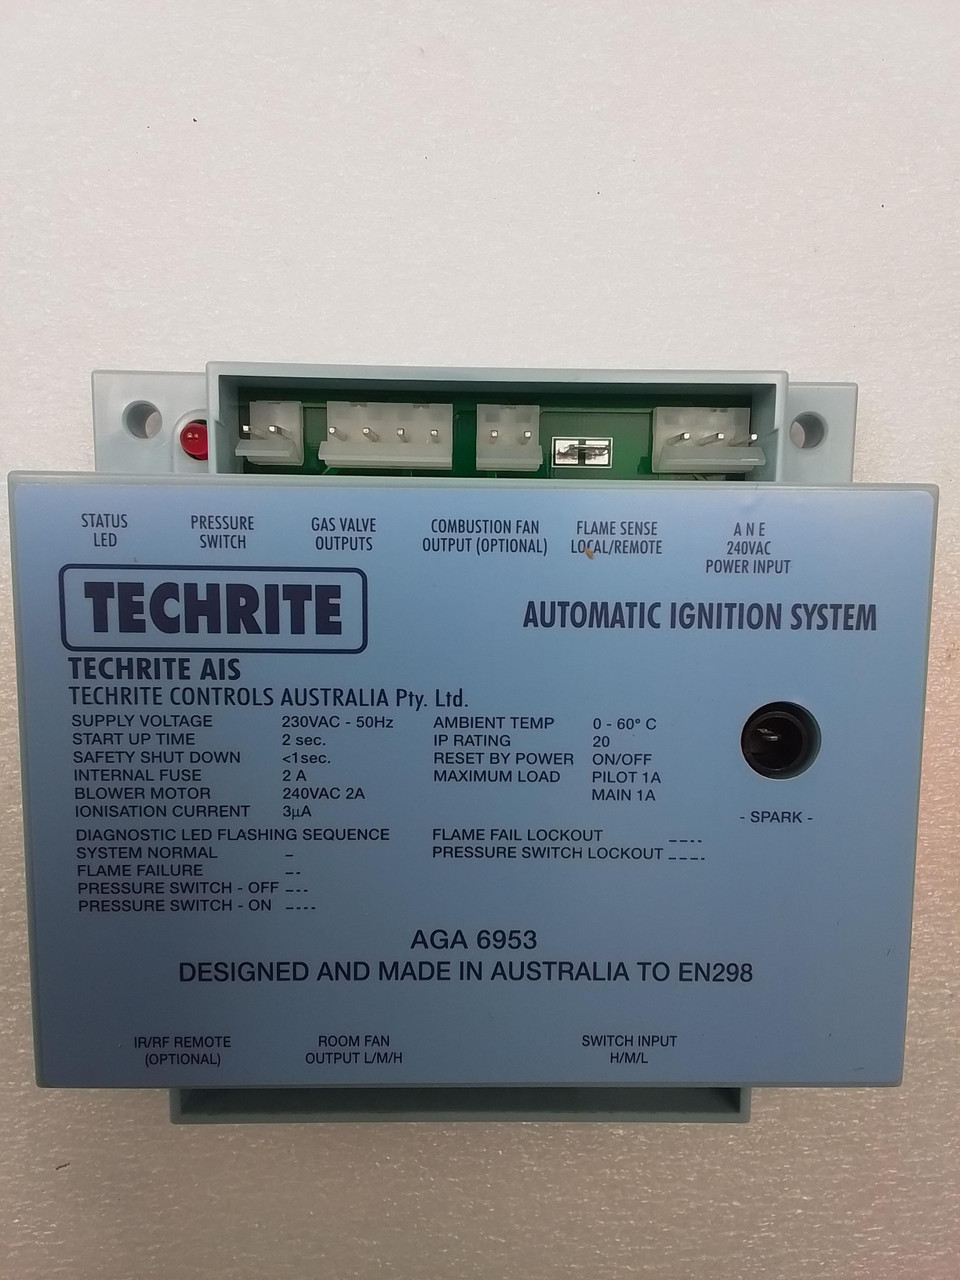 STATUS LED
PRESSURE SWITCH
GAS VALVE OUTPUTS
COMBUSTION FAN OUTPUT (OPTIONAL)
FLAME SENSE LOCAL/REMOTE
A N E 240VAC POWER INPUT
TECHRITE
AUTOMATIC IGNITION SYSTEM
TECHRITE AIS
TECHRITE CONTROLS AUSTRALIA Pty. Ltd.
SUPPLY VOLTAGE 230VAC - 50Hz
START UP TIME 2 sec.
SAFETY SHUT DOWN <1sec.
INTERNAL FUSE 2 A
BLOWER MOTOR 240VAC 2A
IONISATION CURRENT 3µA
AMBIENT TEMP 0 - 60° C
IP RATING 20
RESET BY POWER ON/OFF
MAXIMUM LOAD PILOT 1A
MAIN 1A
- SPARK -
DIAGNOSTIC LED FLASHING SEQUENCE
SYSTEM NORMAL –
FLAME FAILURE –-
PRESSURE SWITCH - OFF –---
PRESSURE SWITCH - ON –----
FLAME FAIL LOCKOUT ––--
PRESSURE SWITCH LOCKOUT –––-
AGA 6953
DESIGNED AND MADE IN AUSTRALIA TO EN298
IR/RF REMOTE (OPTIONAL)
ROOM FAN OUTPUT L/M/H
SWITCH INPUT H/M/L